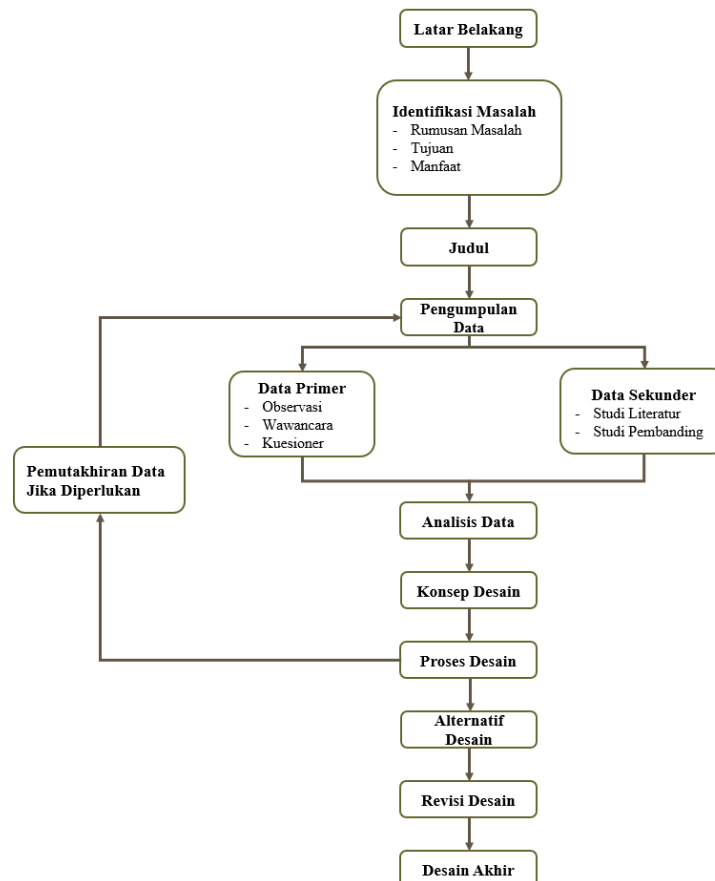 Latar Belakang
Identifikasi Masalah
- Rumusan Masalah
- Tujuan
- Manfaat
Judul
Pengumpulan
Data
Data Primer
- Observasi
- Wawancara
- Kuesioner
Data Sekunder
- Studi Literatur
- Studi Pembanding
Pemutakhiran Data
Jika Diperlukan
Analisis Data
Konsep Desain
Proses Desain
Alternatif
Desain
Revisi Desain
Desain Akhir